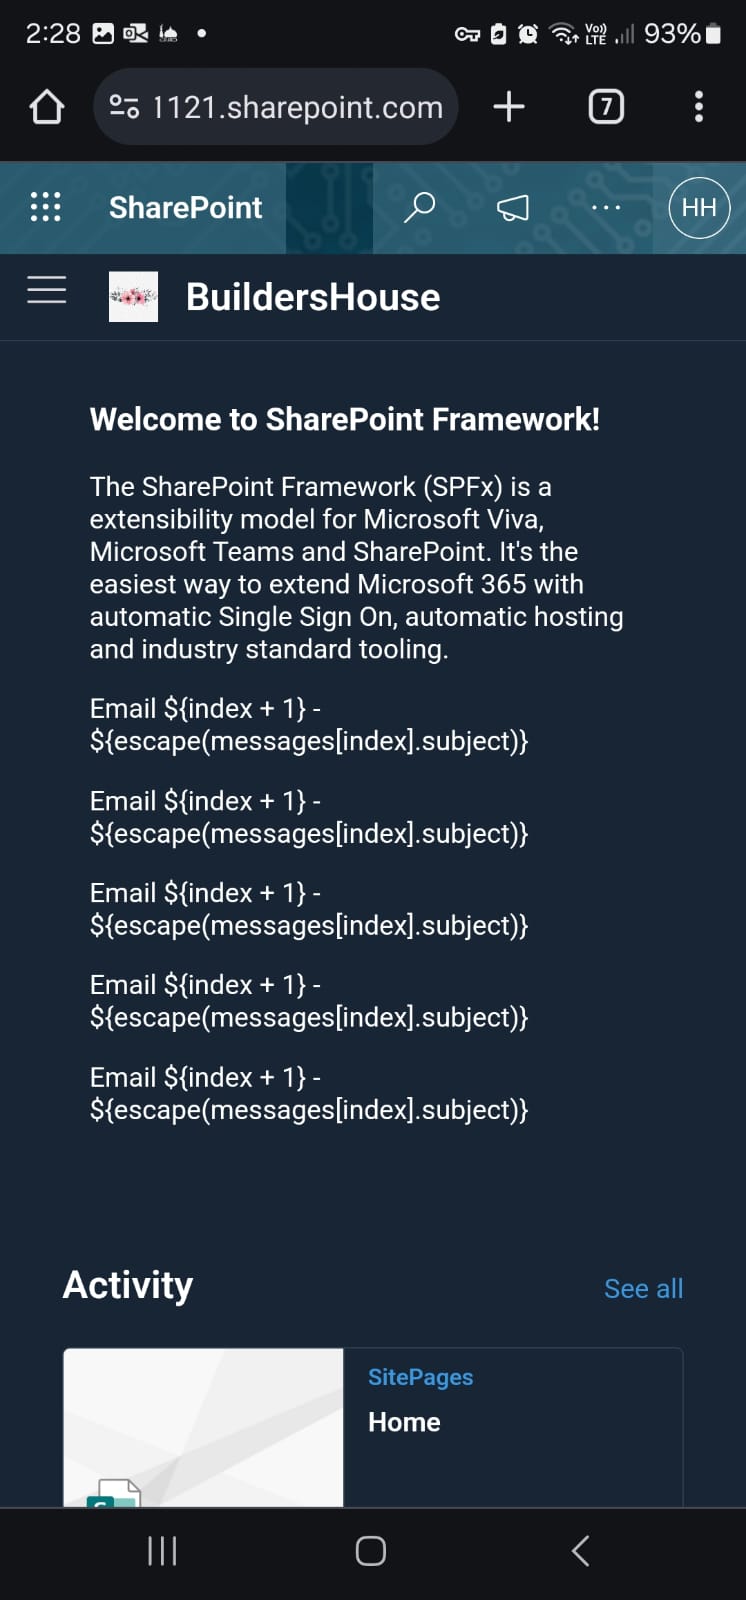 2:28
Vo))
LTE
93%
1121.sharepoint.com
7
SharePoint
HH
BuildersHouse
Welcome to SharePoint Framework!
The SharePoint Framework (SPFx) is a
extensibility model for Microsoft Viva,
Microsoft Teams and SharePoint. It's the
easiest way to extend Microsoft 365 with
automatic Single Sign On, automatic hosting
and industry standard tooling.
Email ${index + 1} -
${escape(messages[index].subject)}
Email ${index + 1} -
${escape(messages[index].subject)}
Email ${index + 1} -
${escape(messages[index].subject)}
Email ${index + 1} -
${escape(messages[index].subject)}
Email ${index + 1} -
${escape(messages[index].subject)}
Activity
See all
SitePages
Home